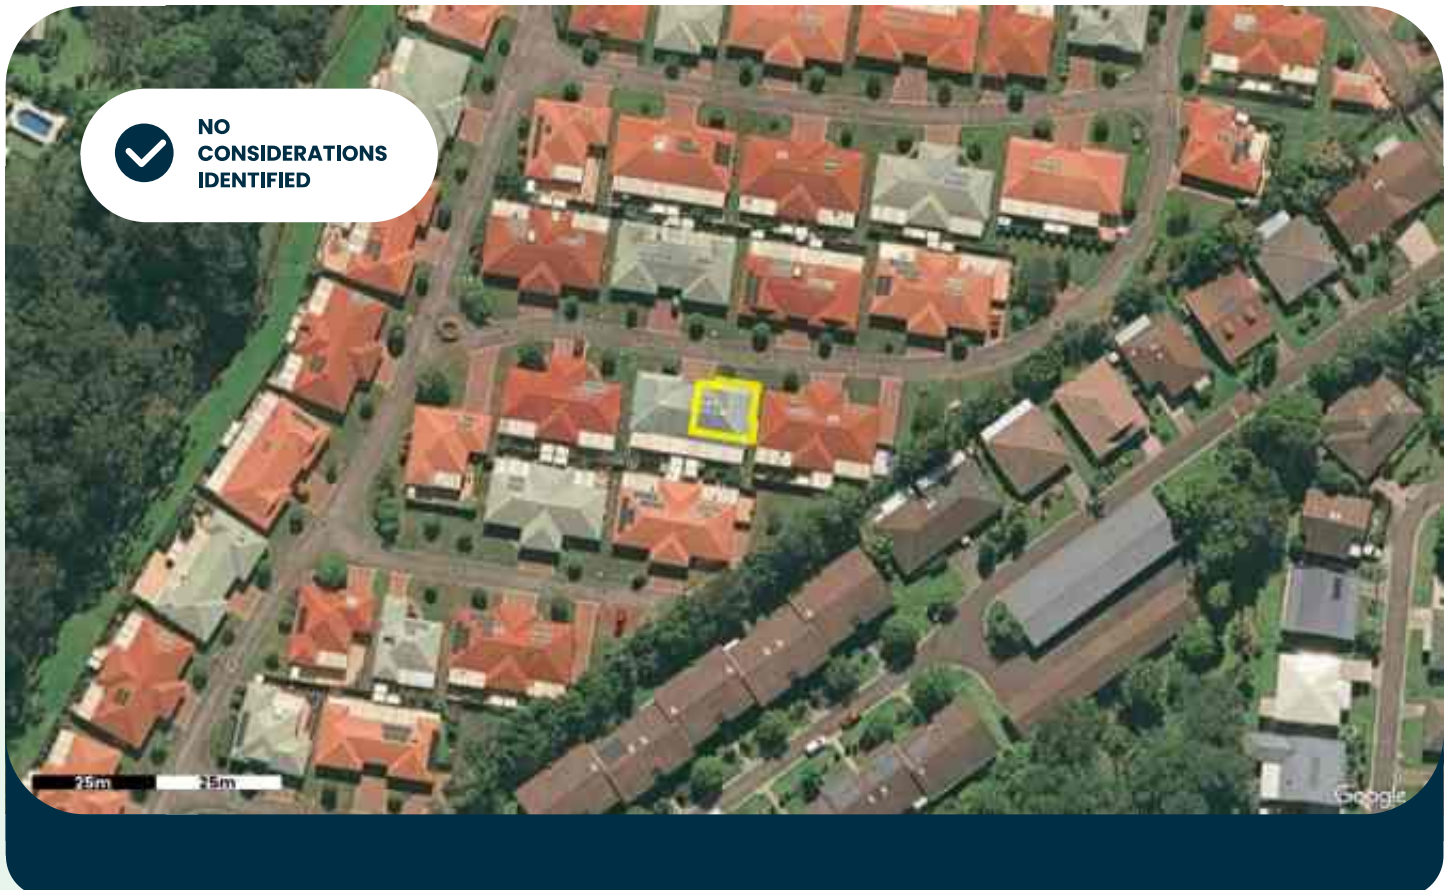 NO
CONSIDERATIONS
IDENTIFIED
25m 25m
Google